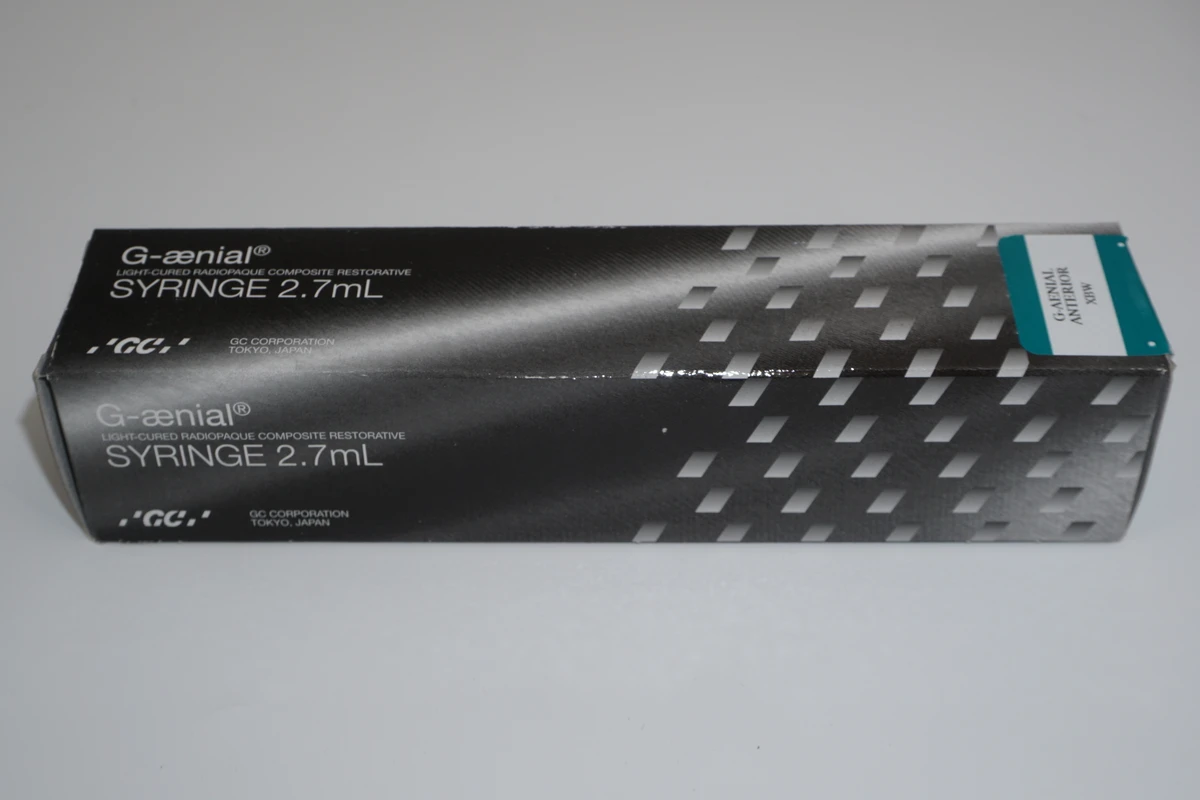 G-ænial®
LIGHT-CURED RADIOPAQUE COMPOSITE RESTORATIVE
SYRINGE 2.7mL
GC
GC CORPORATION
TOKYO, JAPAN
G-AENIAL
ANTERIOR
XBW
G-ænial®
LIGHT-CURED RADIOPAQUE COMPOSITE RESTORATIVE
SYRINGE 2.7mL
GC
GC CORPORATION
TOKYO, JAPAN